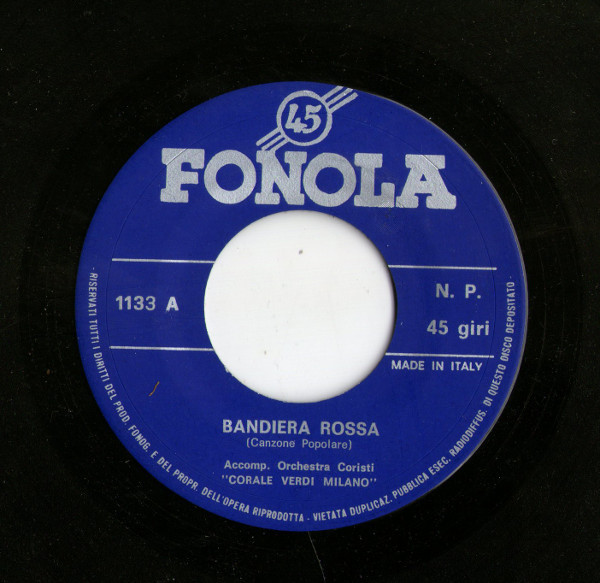 45
FONOLA
1133 A
N. P.
45 giri
MADE IN ITALY
BANDIERA ROSSA
(Canzone Popolare)
Accomp. Orchestra Coristi
"CORALE VERDI MILANO"
- RISERVATI TUTTI I DIRITTI DEL PROD. FONOG. E DEL PROPR. DELL'OPERA RIPRODOTTA - VIETATA DUPLICAZ. PUBBLICA ESEC. RADIODIFFUS. DI QUESTO DISCO DEPOSITATO -